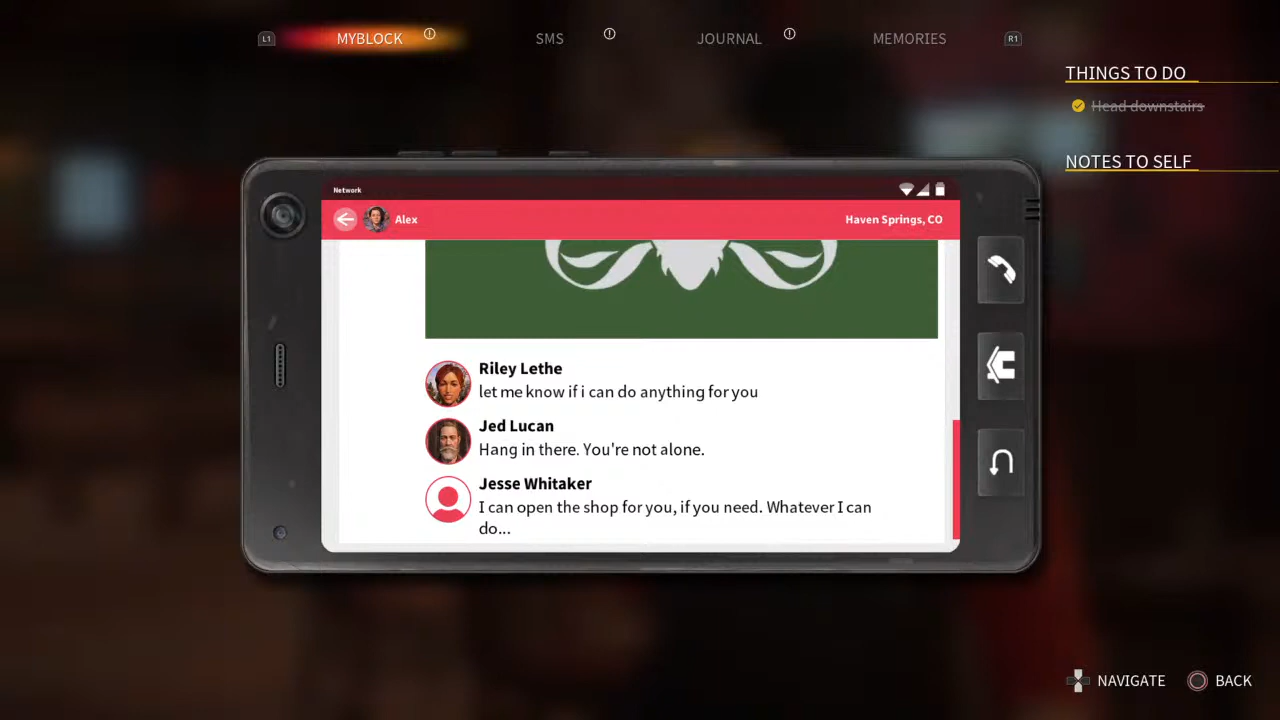 L1
MYBLOCK
SMS
JOURNAL
MEMORIES
R1
THINGS TO DO
Head downstairs
NOTES TO SELF
Network
Alex
Haven Springs, CO
Riley Lethe
let me know if i can do anything for you
Jed Lucan
Hang in there. You're not alone.
Jesse Whitaker
I can open the shop for you, if you need. Whatever I can
do...
NAVIGATE
BACK